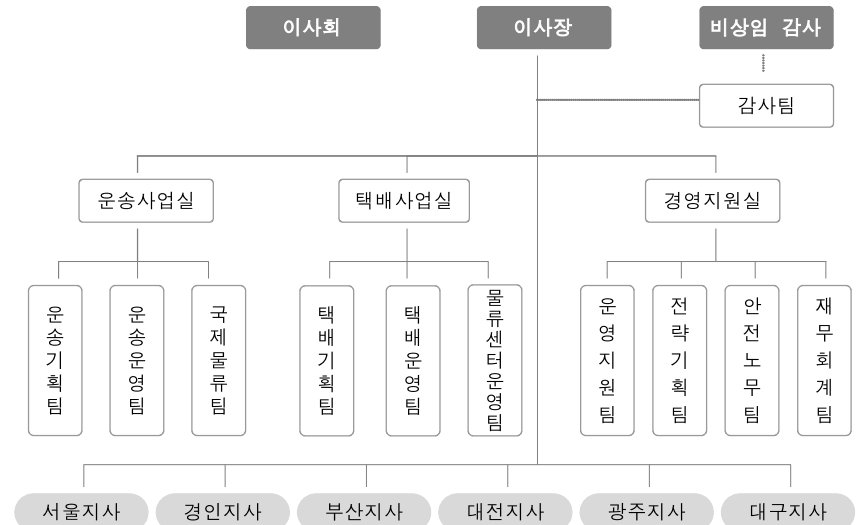 이사회
이사장
비상임 감사
감사팀
운송사업실
택배사업실
경영지원실
운송기획팀
운송운영팀
국제물류팀
택배기획팀
택배운영팀
물류센터운영팀
운영지원팀
전략기획팀
안전노무팀
재무회계팀
서울지사
경인지사
부산지사
대전지사
광주지사
대구지사